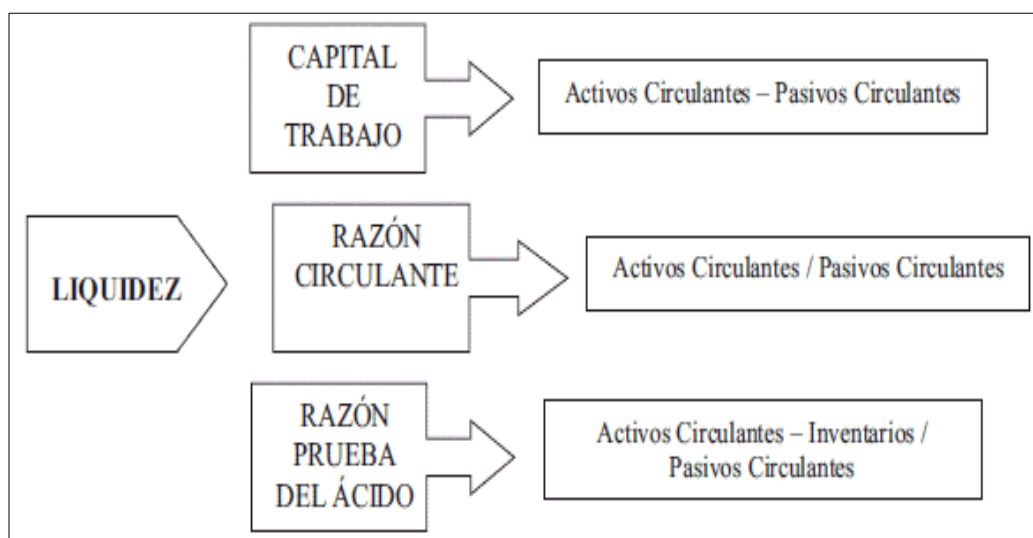 CAPITAL
DE
TRABAJO
Activos Circulantes – Pasivos Circulantes
LIQUIDEZ
RAZÓN
CIRCULANTE
Activos Circulantes / Pasivos Circulantes
RAZÓN
PRUEBA
DEL ÁCIDO
Activos Circulantes – Inventarios /
Pasivos Circulantes